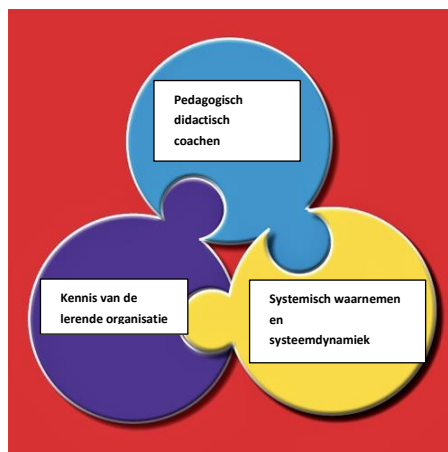 Pedagogisch
didactisch
coachen
Kennis van de
lerende organisatie
Systemisch waarnemen
en
systeemdynamiek